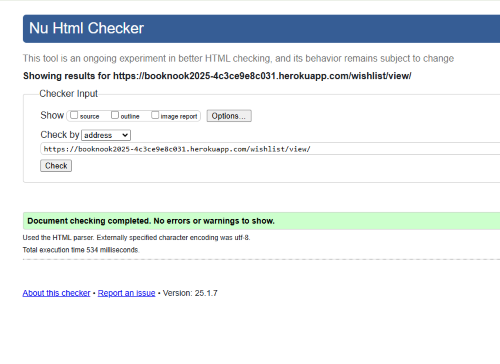 Nu Html Checker
This tool is an ongoing experiment in better HTML checking, and its behavior remains subject to change
Showing results for https://booknook2025-4c3ce9e8c031.herokuapp.com/wishlist/view/
Checker Input
Show source outline image report Options...
Check by address
https://booknook2025-4c3ce9e8c031.herokuapp.com/wishlist/view/
Check
Document checking completed. No errors or warnings to show.
Used the HTML parser. Externally specified character encoding was utf-8.
Total execution time 534 milliseconds.
About this checker • Report an issue • Version: 25.1.7